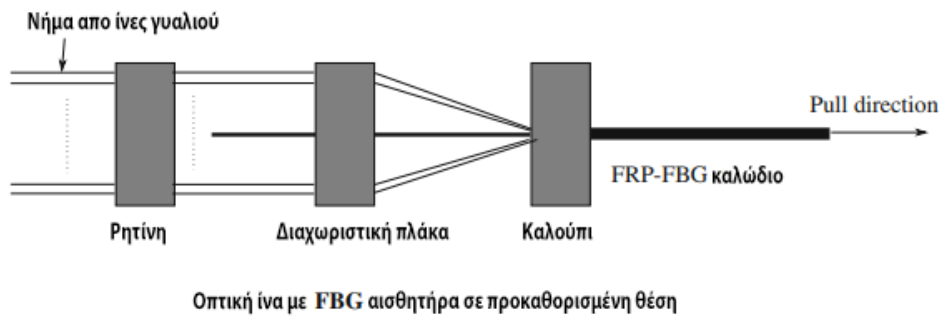 Νήμα απο ίνες γυαλιού
Pull direction
FRP-FBG καλώδιο
Ρητίνη
Διαχωριστική πλάκα
Καλούπι
Οπτική ίνα με FBG αισθητήρα σε προκαθορισμένη θέση